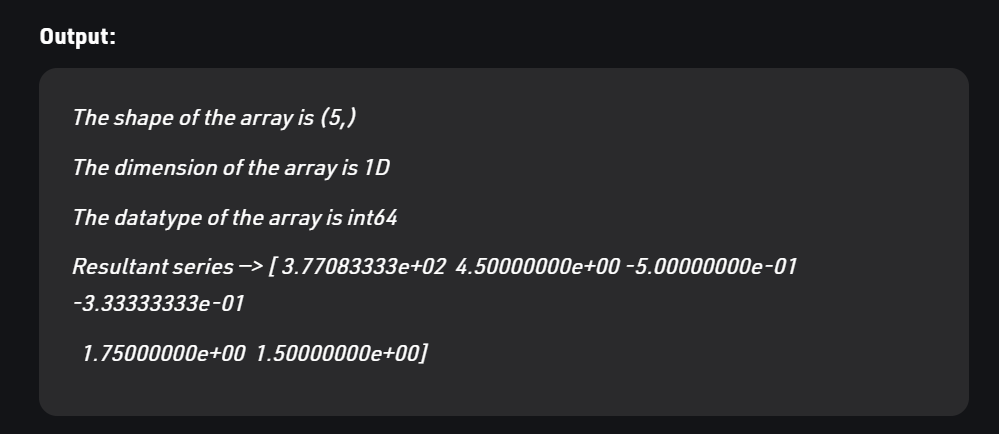 Output:
The shape of the array is (5,)
The dimension of the array is 1D
The datatype of the array is int64
Resultant series —> [ 3.77083333e+02  4.50000000e+00 -5.00000000e-01
-3.33333333e-01
1.75000000e+00  1.50000000e+00]